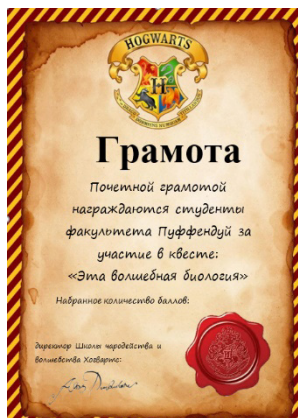 HOGWARTS
H
Грамота
Почетной грамотой
награждаются студенты
факультета Пуффендуй за
участие в квесте:
«Эта волшебная биология»
Набранное количество баллов:
директор Школы чародейства и
волшебства Хогвартс: